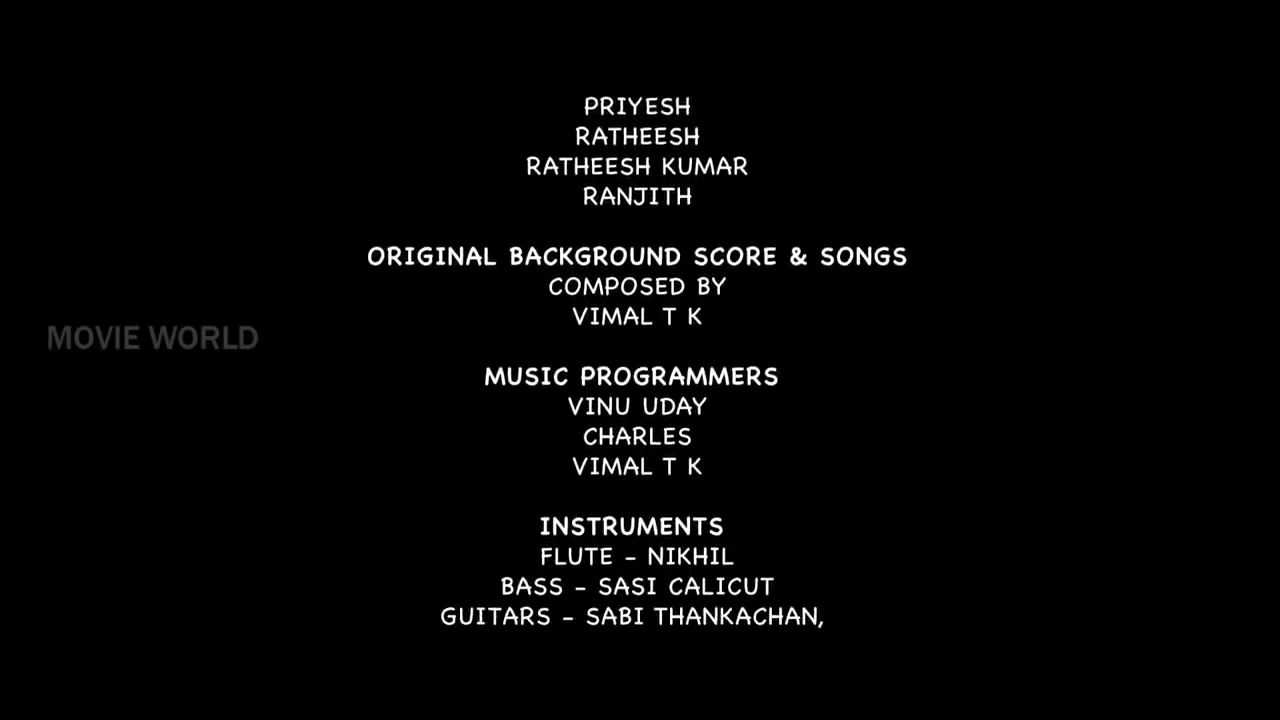 PRIYESH
RATHEESH
RATHEESH KUMAR
RANJITH
ORIGINAL BACKGROUND SCORE & SONGS
COMPOSED BY
VIMAL T K
MOVIE WORLD
MUSIC PROGRAMMERS
VINU UDAY
CHARLES
VIMAL T K
INSTRUMENTS
FLUTE - NIKHIL
BASS - SASI CALICUT
GUITARS - SABI THANKACHAN,